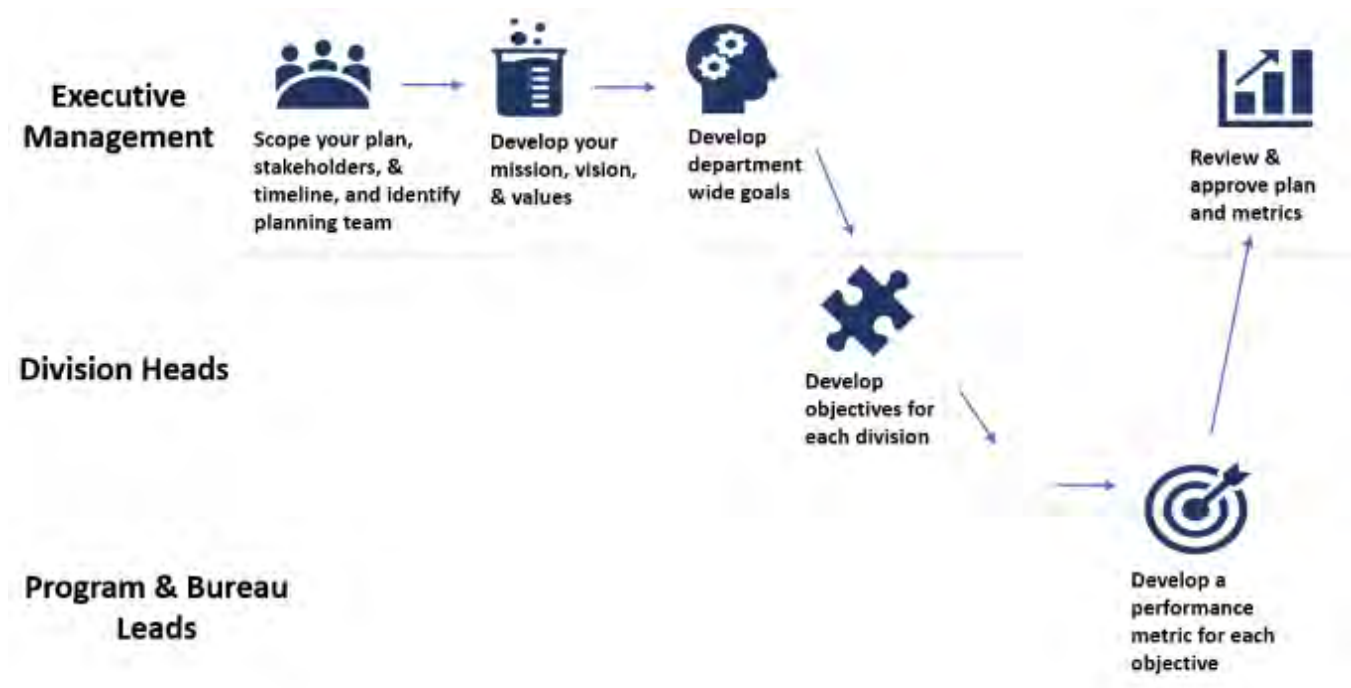 Executive
Management
Scope your plan,
stakeholders, &
timeline, and identify
planning team
Develop your
mission, vision,
& values
Develop
department
wide goals
Review &
approve plan
and metrics
Division Heads
Develop
objectives for
each division
Program & Bureau
Leads
Develop a
performance
metric for each
objective